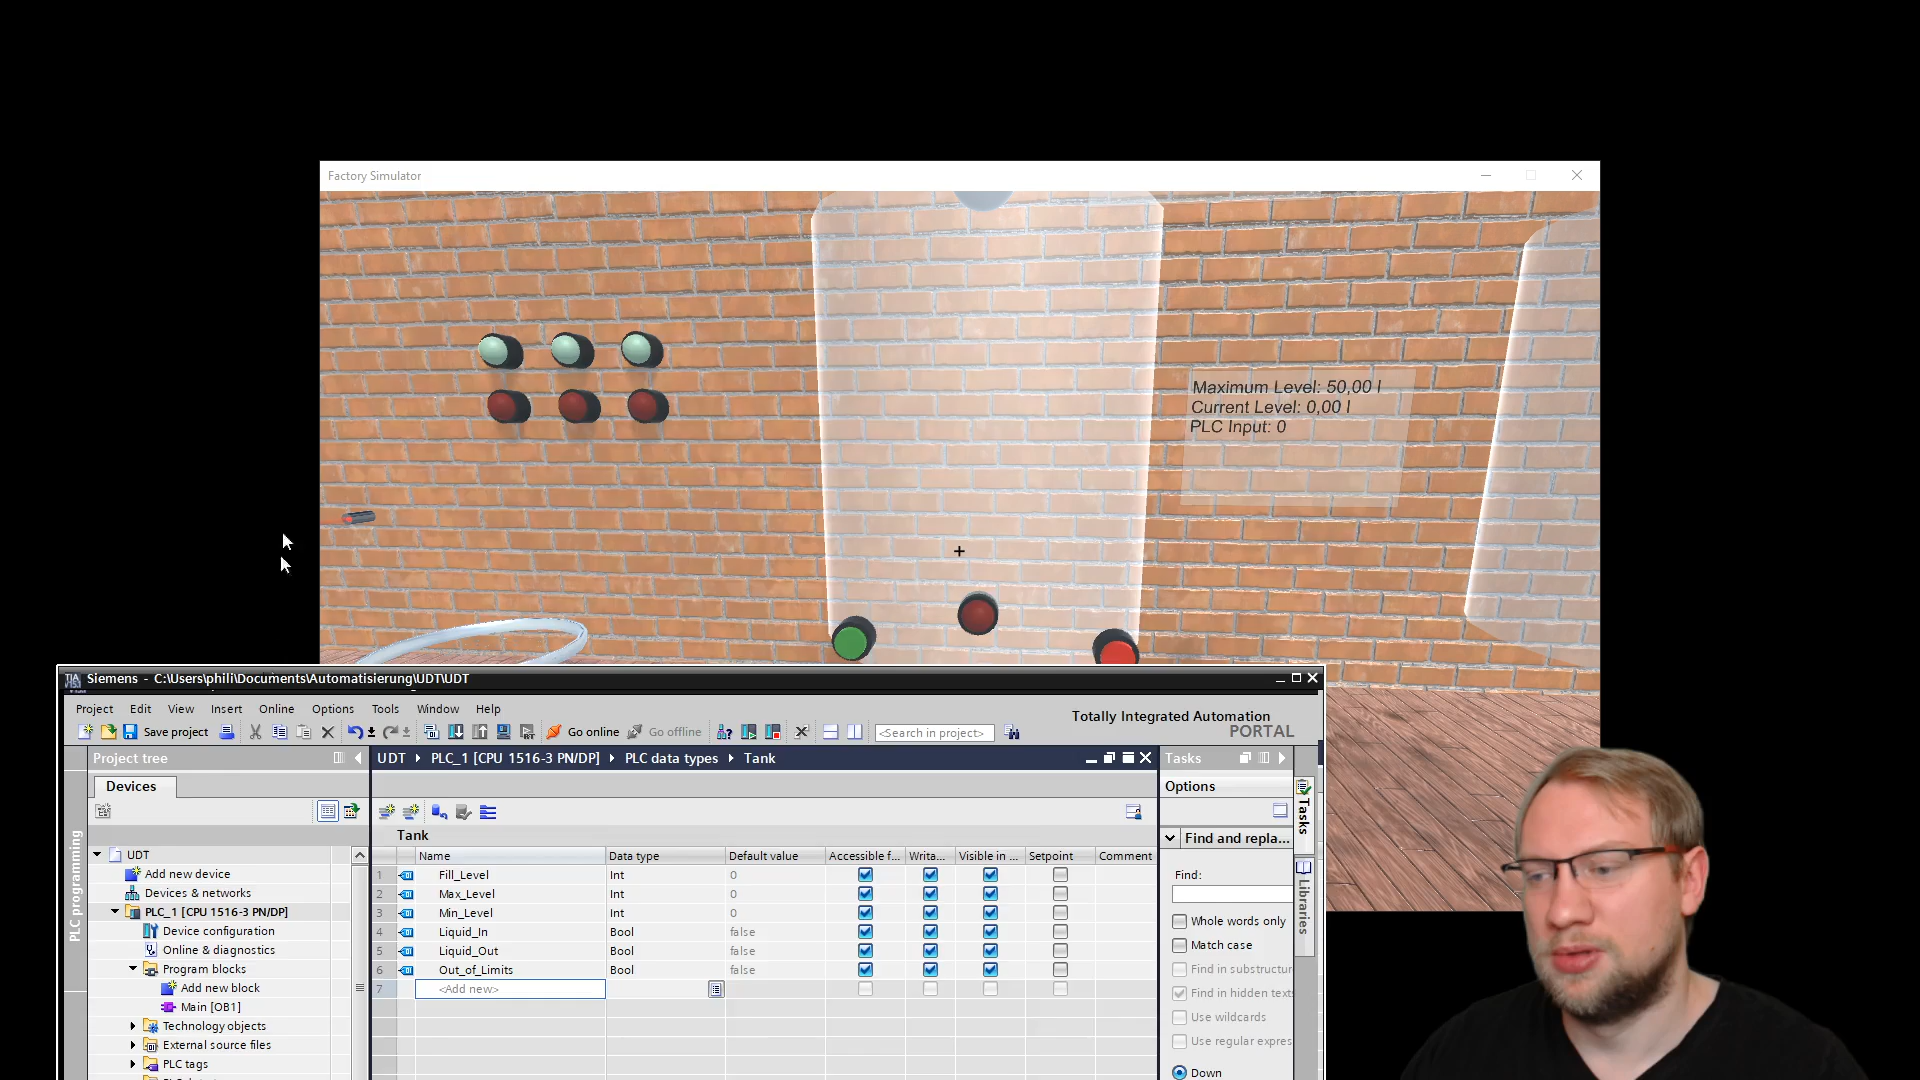 Factory Simulator
Maximum Level: 50,00 l
Current Level: 0,00 l
PLC Input: 0
Siemens - C:\Users\phili\Documents\Automatisierung\UDT\UDT
Project Edit View Insert Online Options Tools Window Help
Totally Integrated Automation
PORTAL
Save project Go online Go offline <Search in project>
Project tree
UDT PLC_1 [CPU 1516-3 PN/DP] PLC data types Tank
Tasks
Devices
Options
PLC programming
Tasks
Libraries
Tank
Name Data type Default value Accessible f... Writa... Visible in ... Setpoint Comment
1 Fill_Level Int 0
2 Max_Level Int 0
3 Min_Level Int 0
4 Liquid_In Bool false
5 Liquid_Out Bool false
6 Out_of_Limits Bool false
7 <Add new>
UDT
Add new device
Devices & networks
PLC_1 [CPU 1516-3 PN/DP]
Device configuration
Online & diagnostics
Program blocks
Add new block
Main [OB1]
Technology objects
External source files
PLC tags
Find and repla...
Find:
Whole words only
Match case
Find in substructur
Find in hidden text
Use wildcards
Use regular expres
Down